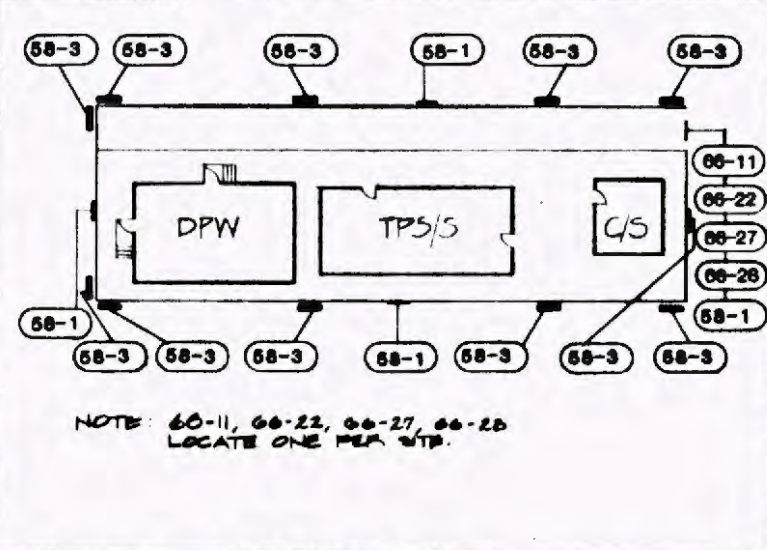 58-3 58-3 58-3 58-1 58-3 58-3
66-11
66-22
DPW TPS/S C/S
66-27
66-28
58-1 58-1
58-3 58-3 58-3 58-1 58-3 58-3 58-3
NOTE: 66-11, 66-22, 66-27, 66-28
LOCATE ONE PER SITE.